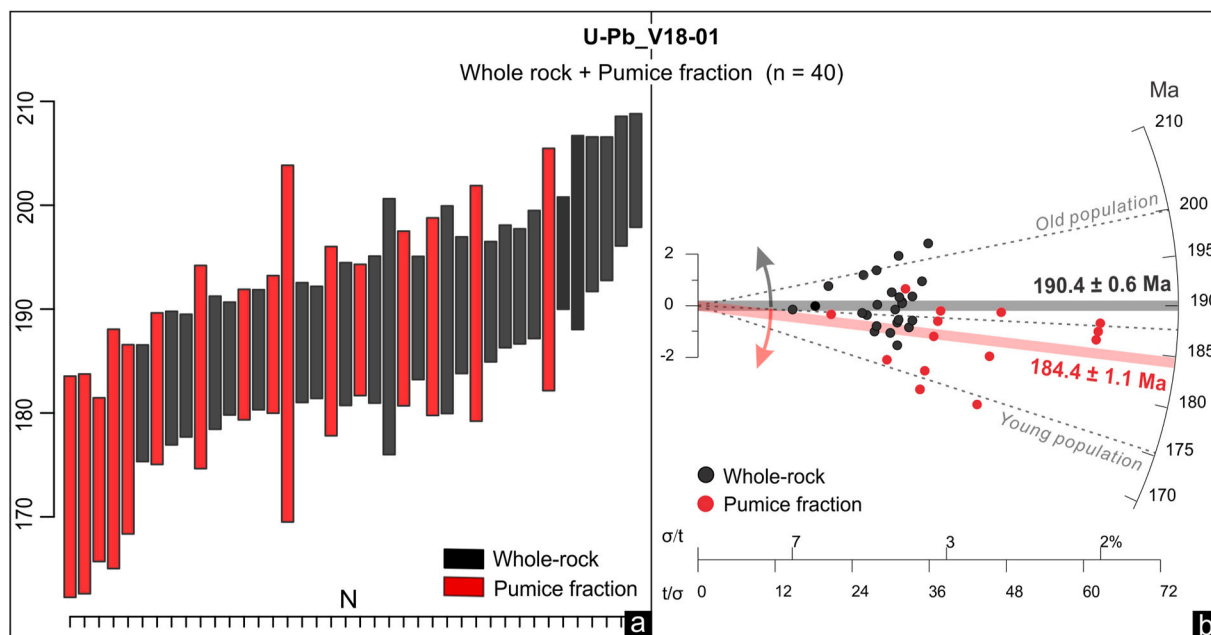 U-Pb_V18-01
Whole rock + Pumice fraction (n = 40)
210
200
190
180
170
N
Whole-rock
Pumice fraction
a
Ma
210
200
195
190
185
180
175
170
Old population
190.4 ± 0.6 Ma
184.4 ± 1.1 Ma
Young population
2
0
-2
Whole-rock
Pumice fraction
σ/t
7
3
2%
t/σ
0
12
24
36
48
60
72
b